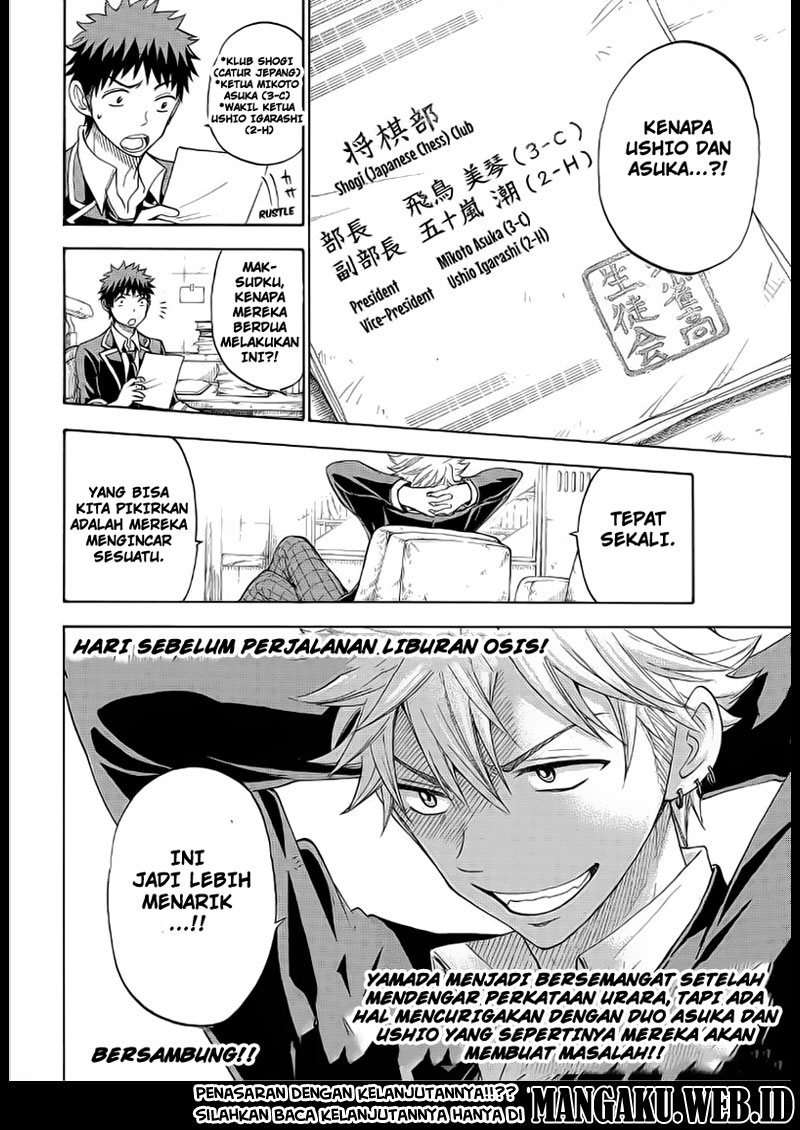 KENAPA
USHIO DAN
ASUKA...?!
将棋部
Shogi (Japanese Chess) Club
部長 飛鳥 美琴 (3-C)
副部長 五十嵐 潮 (2-H)
President Mikoto Asuka (3-C)
Vice-President Ushio Igarashi (2-H)
雀高
生徒会
*KLUB SHOGI
(CATUR JEPANG)
*KETUA MIKOTO
ASUKA (3-C)
*WAKIL KETUA
USHIO IGARASHI
(2-H)
カサ
RUSTLE
MAK-
SUDKU,
KENAPA
MEREKA
BERDUA
MELAKUKAN
INI?!
TEPAT
SEKALI.
YANG BISA
KITA PIKIRKAN
ADALAH MEREKA
MENGINCAR
SESUATU.
HARI SEBELUM PERJALANAN LIBURAN OSIS!
INI
JADI LEBIH
MENARIK
...!!
YAMADA MENJADI BERSEMANGAT SETELAH
MENDENGAR PERKATAAN URARA, TAPI ADA
HAL MENCURIGAKAN DENGAN DUO ASUKA DAN
USHIO YANG SEPERTINYA MEREKA AKAN
MEMBUAT MASALAH!!
BERSAMBUNG!!
PENASARAN DENGAN KELANJUTANNYA!!??
SILAHKAN BACA KELANJUTANNYA HANYA DI
MANGAKU.WEB.ID